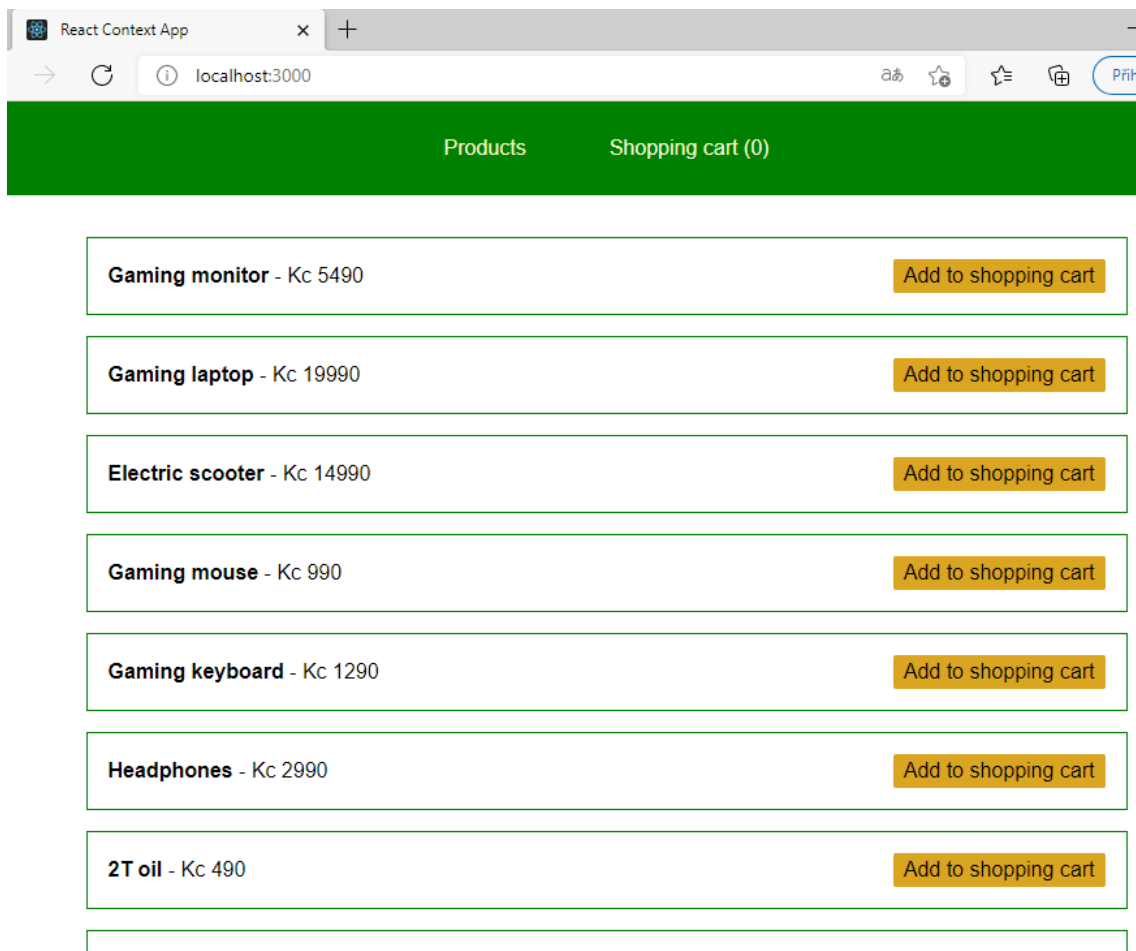 React Context App
localhost:3000
aあ
Přih
Products Shopping cart (0)
Gaming monitor - Kc 5490 Add to shopping cart
Gaming laptop - Kc 19990 Add to shopping cart
Electric scooter - Kc 14990 Add to shopping cart
Gaming mouse - Kc 990 Add to shopping cart
Gaming keyboard - Kc 1290 Add to shopping cart
Headphones - Kc 2990 Add to shopping cart
2T oil - Kc 490 Add to shopping cart